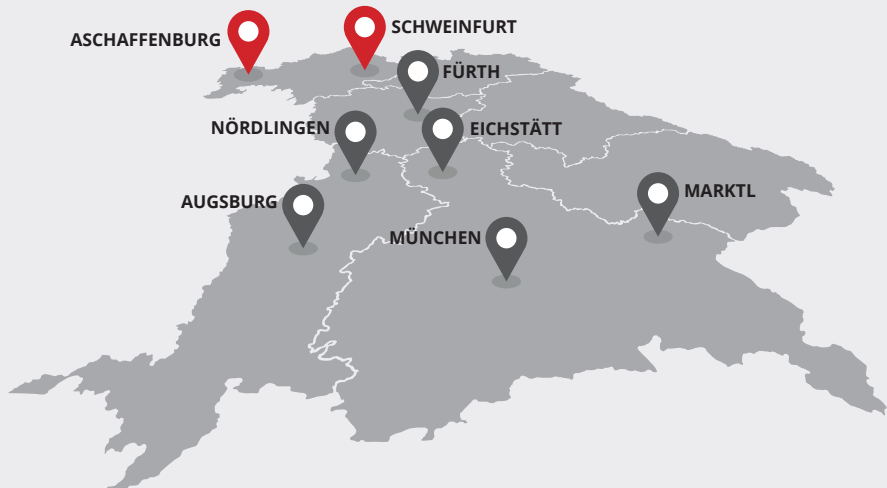 SCHWEINFURT
ASCHAFFENBURG
FÜRTH
NÖRDLINGEN
EICHSTÄTT
AUGSBURG
MARKTL
MÜNCHEN